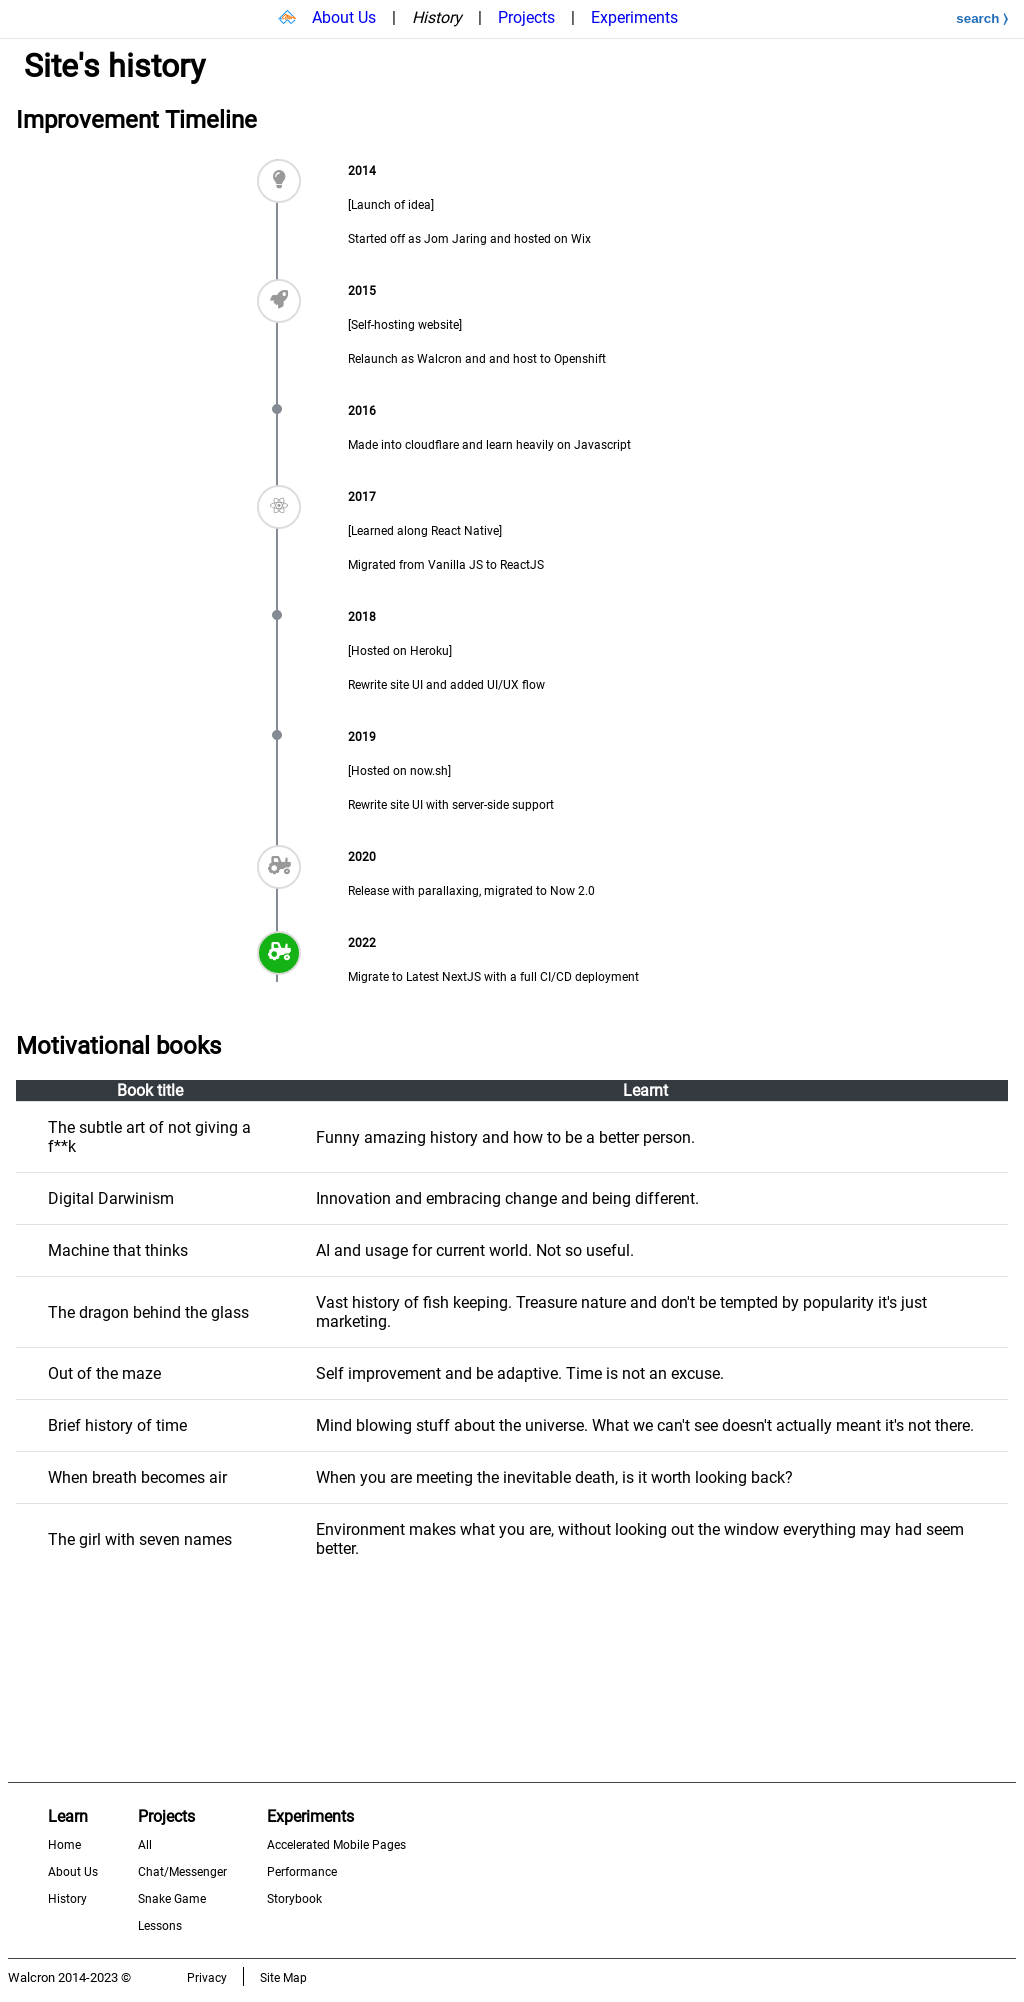 About Us | History | Projects | Experiments search ⟩
Site's history
Improvement Timeline
2014
[Launch of idea]
Started off as Jom Jaring and hosted on Wix
2015
[Self-hosting website]
Relaunch as Walcron and and host to Openshift
2016
Made into cloudflare and learn heavily on Javascript
2017
[Learned along React Native]
Migrated from Vanilla JS to ReactJS
2018
[Hosted on Heroku]
Rewrite site UI and added UI/UX flow
2019
[Hosted on now.sh]
Rewrite site UI with server-side support
2020
Release with parallaxing, migrated to Now 2.0
2022
Migrate to Latest NextJS with a full CI/CD deployment
Motivational books
Book title Learnt
The subtle art of not giving a
f**k
Funny amazing history and how to be a better person.
Digital Darwinism Innovation and embracing change and being different.
Machine that thinks AI and usage for current world. Not so useful.
The dragon behind the glass
Vast history of fish keeping. Treasure nature and don't be tempted by popularity it's just
marketing.
Out of the maze Self improvement and be adaptive. Time is not an excuse.
Brief history of time Mind blowing stuff about the universe. What we can't see doesn't actually meant it's not there.
When breath becomes air When you are meeting the inevitable death, is it worth looking back?
The girl with seven names
Environment makes what you are, without looking out the window everything may had seem
better.
Learn
Home
About Us
History
Projects
All
Chat/Messenger
Snake Game
Lessons
Experiments
Accelerated Mobile Pages
Performance
Storybook
Walcron 2014-2023 © Privacy Site Map